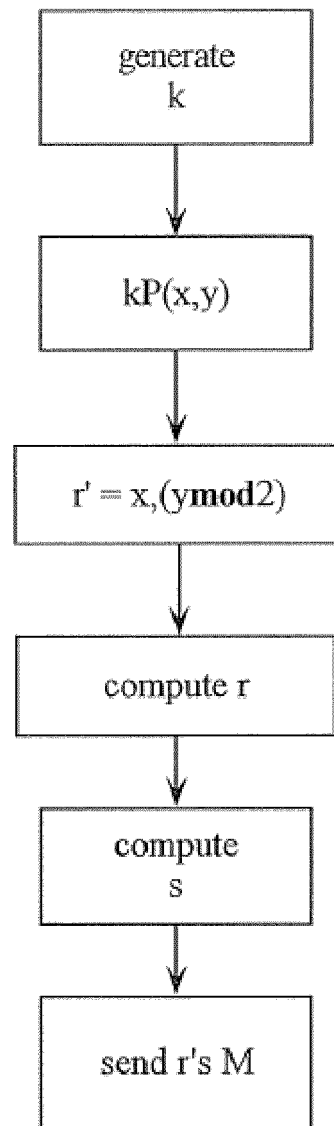 generate
k
kP(x,y)
r' = x,(ymod2)
compute r
compute
s
send r's M